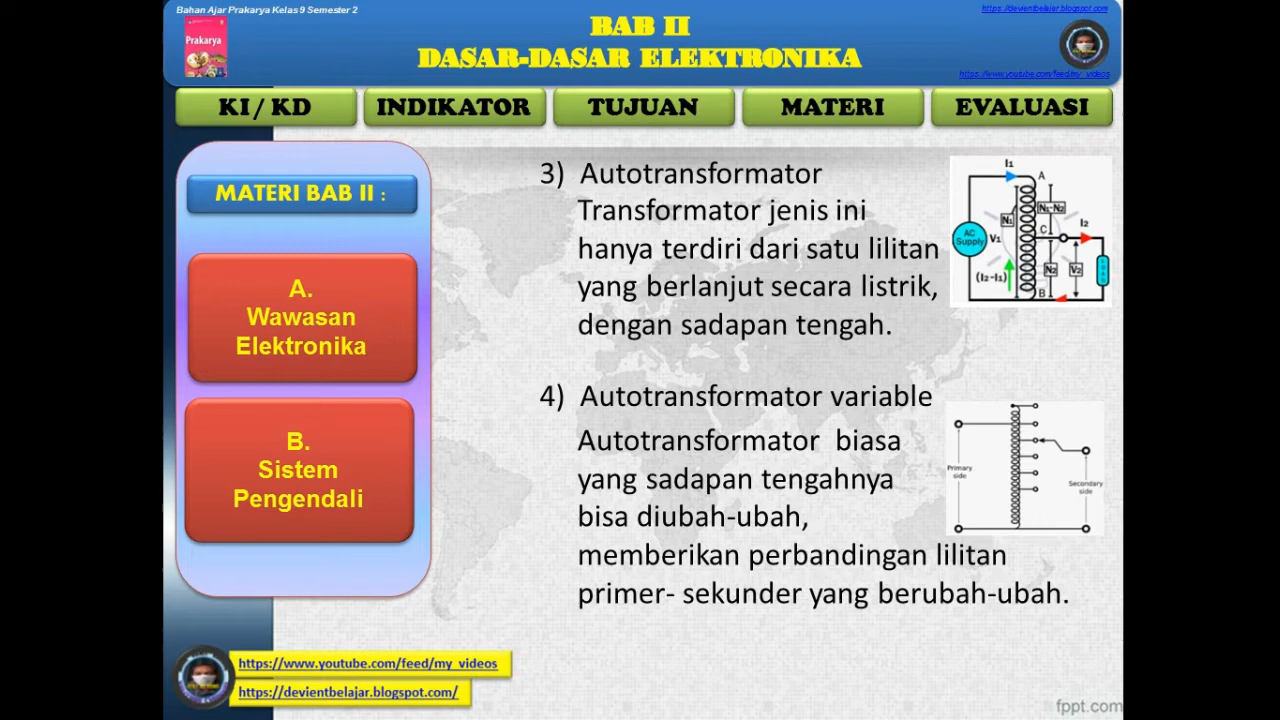 Bahan Ajar Prakarya Kelas 9 Semester 2
https://devientbelajar.blogspot.com
Prakarya
BAB II
DASAR-DASAR ELEKTRONIKA
https://www.youtube.com/feed/my_videos
KI / KD
INDIKATOR
TUJUAN
MATERI
EVALUASI
MATERI BAB II :
A.
Wawasan
Elektronika
B.
Sistem
Pengendali
3) Autotransformator
Transformator jenis ini
hanya terdiri dari satu lilitan
yang berlanjut secara listrik,
dengan sadapan tengah.
I1
A
N1
N1-N2
I2
AC
Supply
V1
C
(I2-I1)
N2
V2
LOAD
B
4) Autotransformator variable
Autotransformator biasa
yang sadapan tengahnya
bisa diubah-ubah,
memberikan perbandingan lilitan
primer- sekunder yang berubah-ubah.
Primary
side
Secondary
side
https://www.youtube.com/feed/my_videos
https://devientbelajar.blogspot.com/
fppt.com